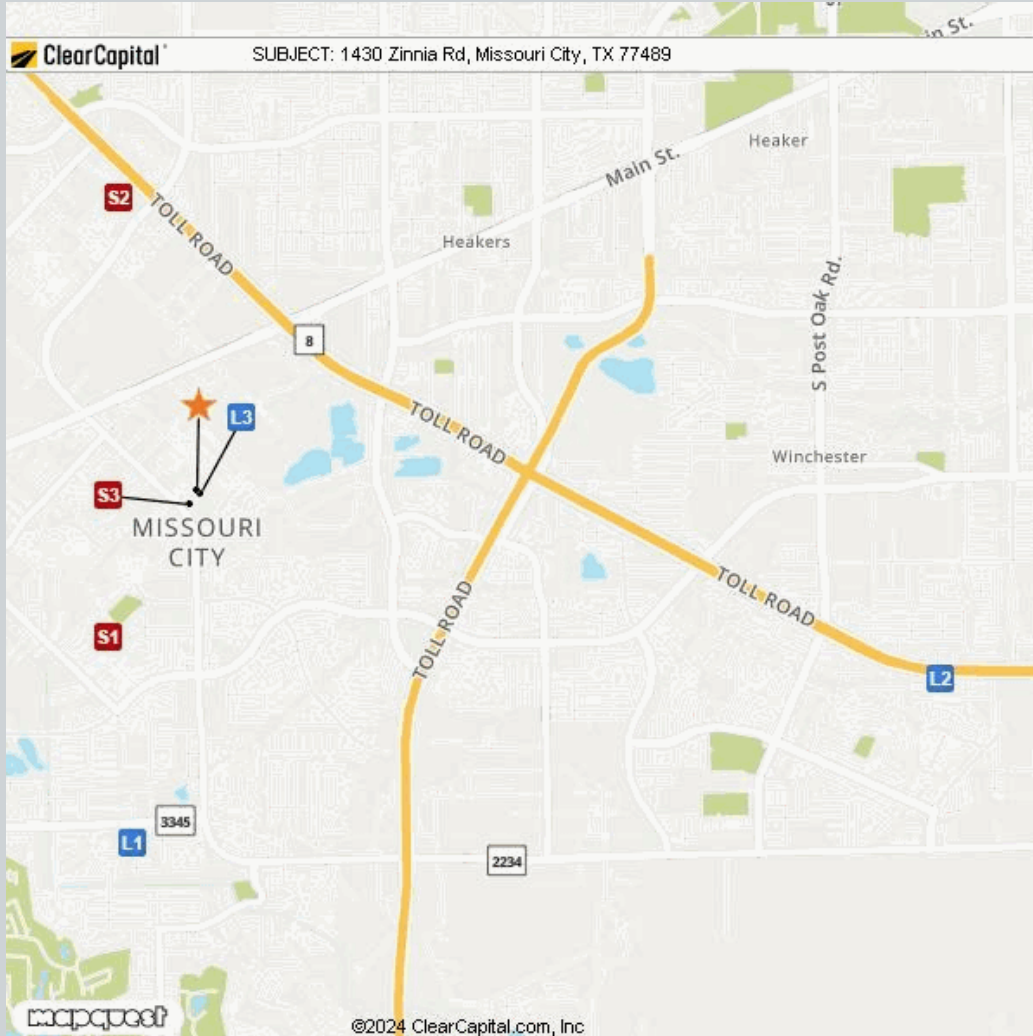 in St.
ClearCapital
SUBJECT: 1430 Zinnia Rd, Missouri City, TX 77489
Heaker
Main St.
S2
TOLL ROAD
Heakers
S Post Oak Rd.
8
L3
TOLL ROAD
Winchester
S3
MISSOURI
CITY
TOLL ROAD
TOLL ROAD
S1
L2
3345
L1
2234
mapquest
©2024 ClearCapital.com, Inc